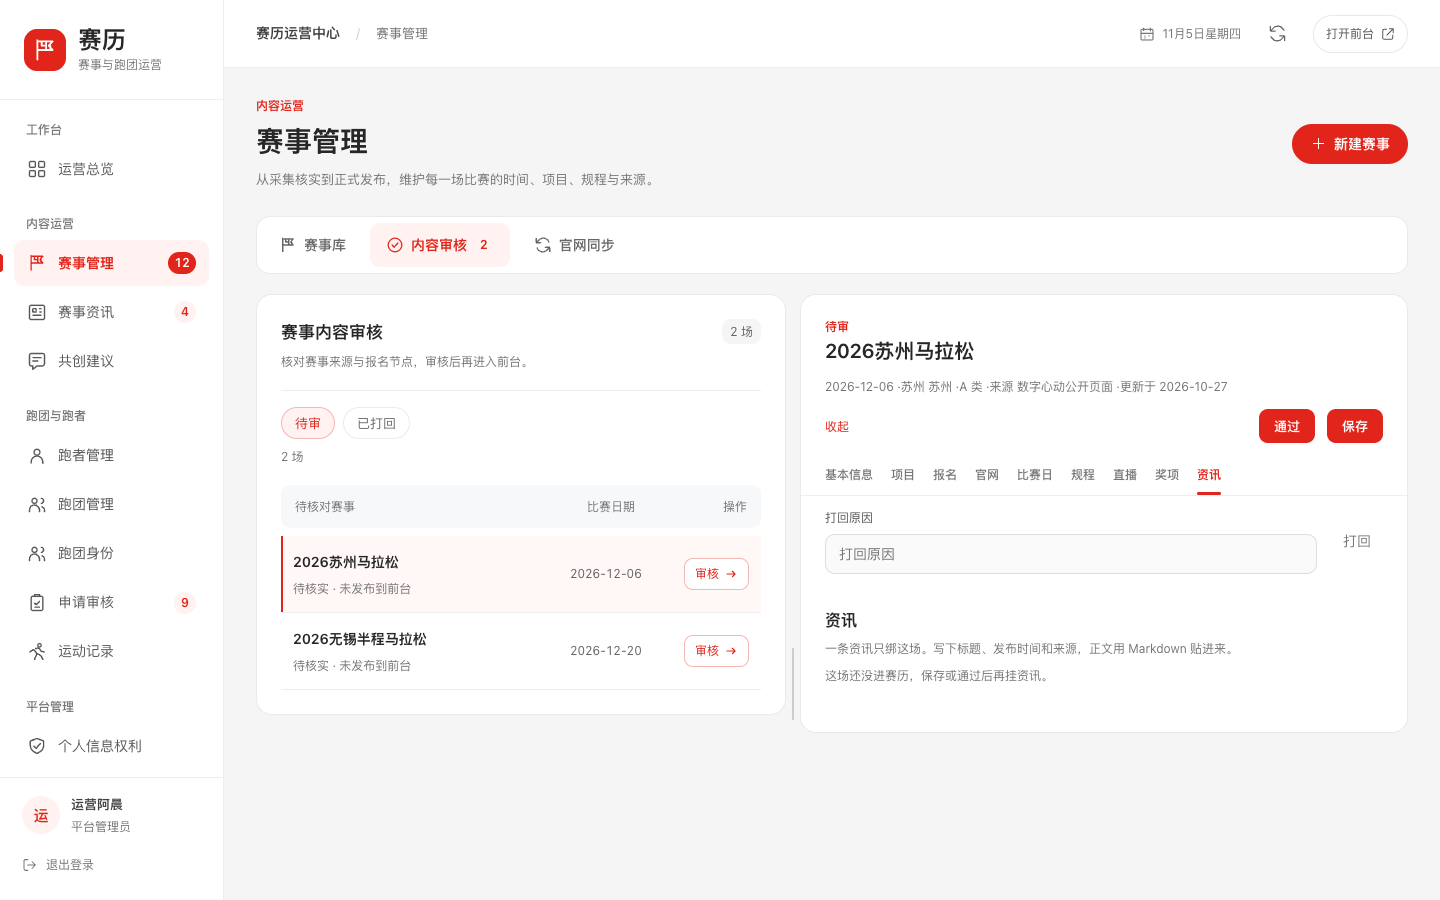 赛历
赛事与跑团运营
工作台
运营总览
内容运营
赛事管理 12
赛事资讯 4
共创建议
跑团与跑者
跑者管理
跑团管理
跑团身份
申请审核 9
运动记录
平台管理
个人信息权利
运
运营阿晨
平台管理员
退出登录
赛历运营中心 / 赛事管理
11月5日星期四
打开前台
内容运营
赛事管理
从采集核实到正式发布，维护每一场比赛的时间、项目、规程与来源。
新建赛事
赛事库 内容审核 2 官网同步
赛事内容审核
2 场
核对赛事来源与报名节点，审核后再进入前台。
待审 已打回
2 场
待核对赛事 比赛日期 操作
2026苏州马拉松
待核实 · 未发布到前台
2026-12-06
审核 →
2026无锡半程马拉松
待核实 · 未发布到前台
2026-12-20
审核 →
待审
2026苏州马拉松
2026-12-06 ·苏州 苏州 ·A 类 ·来源 数字心动公开页面 ·更新于 2026-10-27
收起
通过 保存
基本信息 项目 报名 官网 比赛日 规程 直播 奖项 资讯
打回原因
打回原因
打回
资讯
一条资讯只绑这场。写下标题、发布时间和来源，正文用 Markdown 贴进来。
这场还没进赛历，保存或通过后再挂资讯。